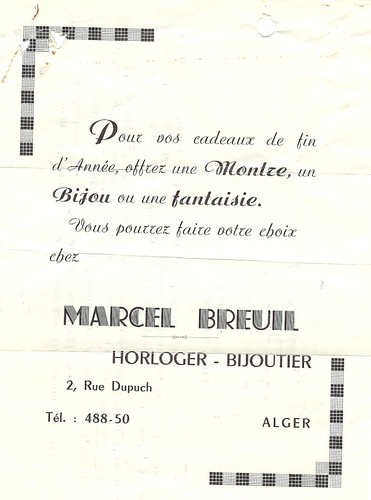 Pour vos cadeaux de fin
d'Année, offrez une Montre, un
Bijou ou une fantaisie.
Vous pourrez faire votre choix
chez
MARCEL BREUIL
HORLOGER - BIJOUTIER
2, Rue Dupuch
Tél. : 488-50
ALGER